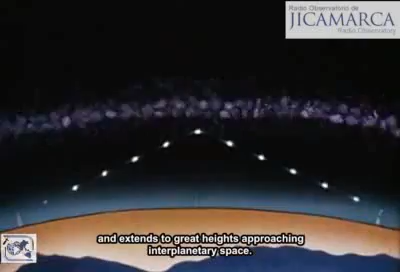 Radio Observatorio de
JICAMARCA
Radio Observatory
and extends to great heights approaching
interplanetary space.